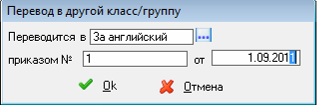 Перевод в другой класс/группу
Переводится в За английский ...
приказом № 1 от 1.09.2011
Ok Отмена